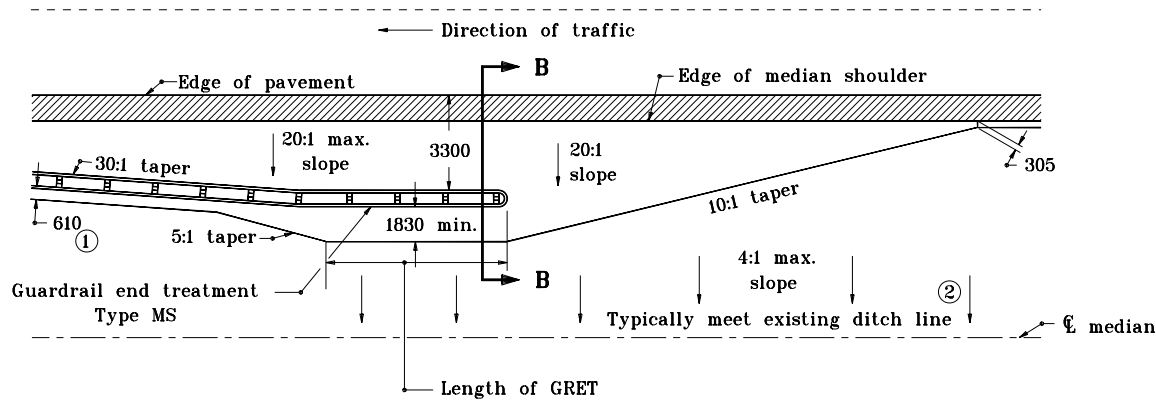 Direction of traffic
B
Edge of pavement
Edge of median shoulder
20:1 max.
slope
3300
20:1
slope
30:1 taper
305
10:1 taper
610
1
5:1 taper
1830 min.
4:1 max.
slope
B
2
Guardrail end treatment
Type MS
Typically meet existing ditch line
℄ median
Length of GRET